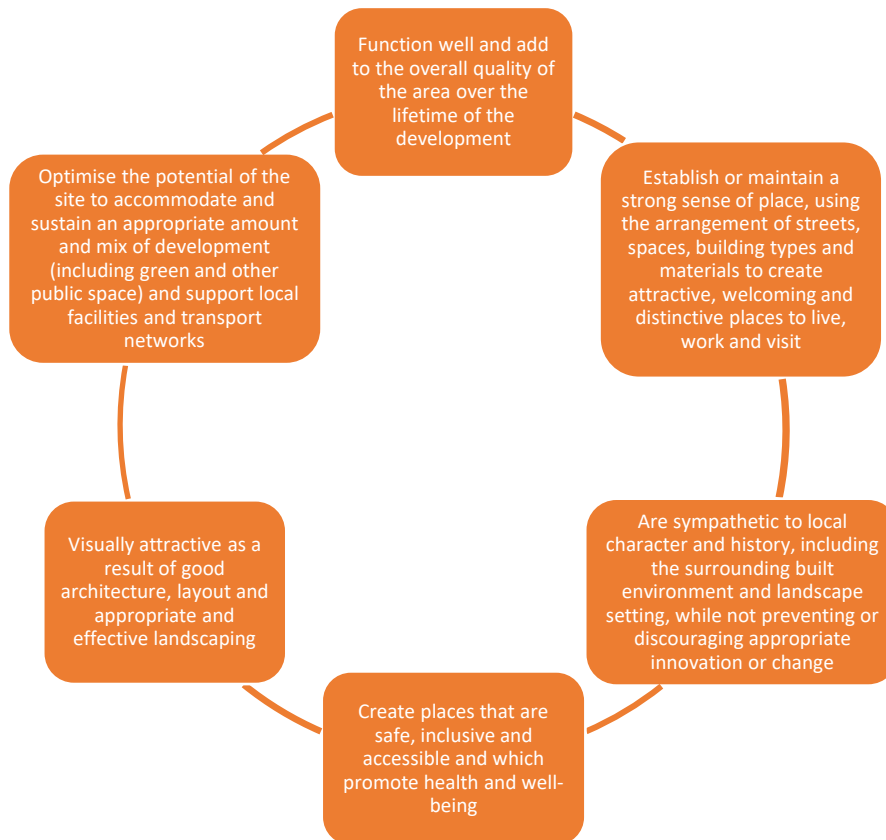 Function well and add
to the overall quality of
the area over the
lifetime of the
development
Establish or maintain a
strong sense of place, using
the arrangement of streets,
spaces, building types and
materials to create
attractive, welcoming and
distinctive places to live,
work and visit
Are sympathetic to local
character and history, including
the surrounding built
environment and landscape
setting, while not preventing or
discouraging appropriate
innovation or change
Create places that are
safe, inclusive and
accessible and which
promote health and well-
being
Visually attractive as a
result of good
architecture, layout and
appropriate and
effective landscaping
Optimise the potential of the
site to accommodate and
sustain an appropriate amount
and mix of development
(including green and other
public space) and support local
facilities and transport
networks